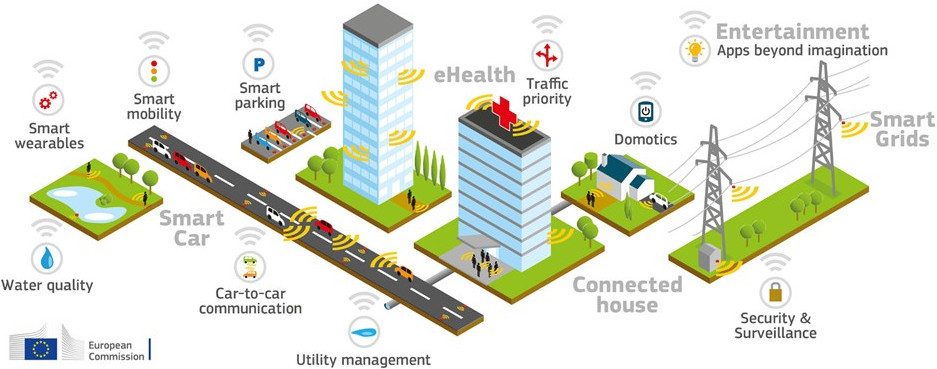 Entertainment
Apps beyond imagination
eHealth
P
Smart
parking
Traffic
priority
Smart
wearables
Smart
mobility
Domotics
Smart
Grids
Smart
Car
Water quality
Car-to-car
communication
Connected
house
Security &
Surveillance
Utility management
European
Commission